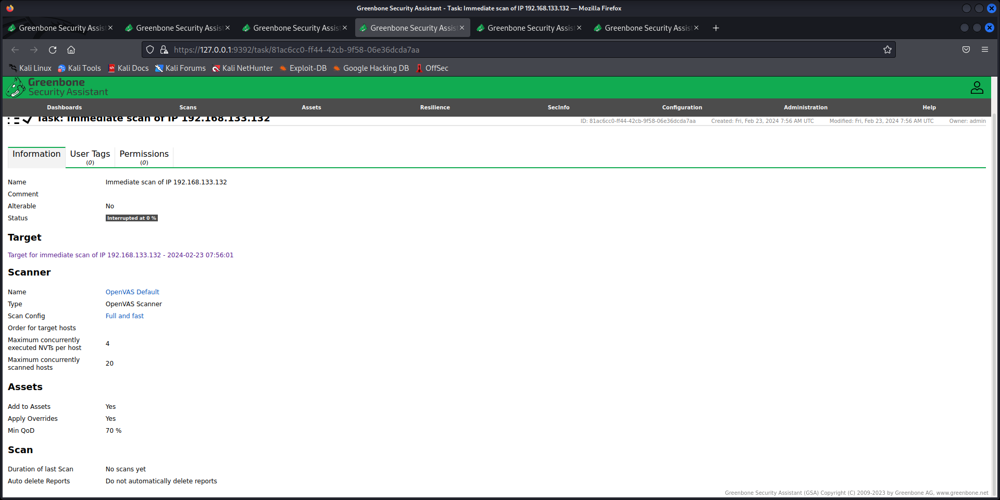 Greenbone Security Assistant - Task: Immediate scan of IP 192.168.133.132 — Mozilla Firefox
Greenbone Security Assis Greenbone Security Assis Greenbone Security Assis Greenbone Security Assis Greenbone Security Assis Greenbone Security Assis
https://127.0.0.1:9392/task/81ac6cc0-ff44-42cb-9f58-06e36dcda7aa
Kali Linux Kali Tools Kali Docs Kali Forums Kali NetHunter Exploit-DB Google Hacking DB OffSec
Greenbone
Security Assistant
Dashboards Scans Assets Resilience SecInfo Configuration Administration Help
Task: Immediate scan of IP 192.168.133.132
ID: 81ac6cc0-ff44-42cb-9f58-06e36dcda7aa Created: Fri, Feb 23, 2024 7:56 AM UTC Modified: Fri, Feb 23, 2024 7:56 AM UTC Owner: admin
Information User Tags Permissions
(0) (0)
Name Immediate scan of IP 192.168.133.132
Comment
Alterable No
Status Interrupted at 0 %
Target
Target for immediate scan of IP 192.168.133.132 - 2024-02-23 07:56:01
Scanner
Name OpenVAS Default
Type OpenVAS Scanner
Scan Config Full and fast
Order for target hosts
Maximum concurrently
executed NVTs per host 4
Maximum concurrently
scanned hosts 20
Assets
Add to Assets Yes
Apply Overrides Yes
Min QoD 70 %
Scan
Duration of last Scan No scans yet
Auto delete Reports Do not automatically delete reports
Greenbone Security Assistant (GSA) Copyright (C) 2009-2023 by Greenbone AG, www.greenbone.net